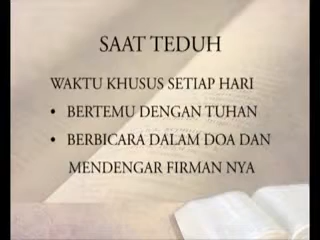 SAAT TEDUH
WAKTU KHUSUS SETIAP HARI
• BERTEMU DENGAN TUHAN
• BERBICARA DALAM DOA DAN
MENDENGAR FIRMAN NYA